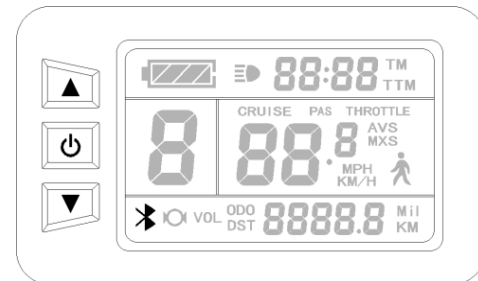 88:88 TM
TTM
CRUISE PAS THROTTLE
8 88.8 AVS
MXS
MPH
KM/H
VOL ODO 8888.8 Mil
DST KM